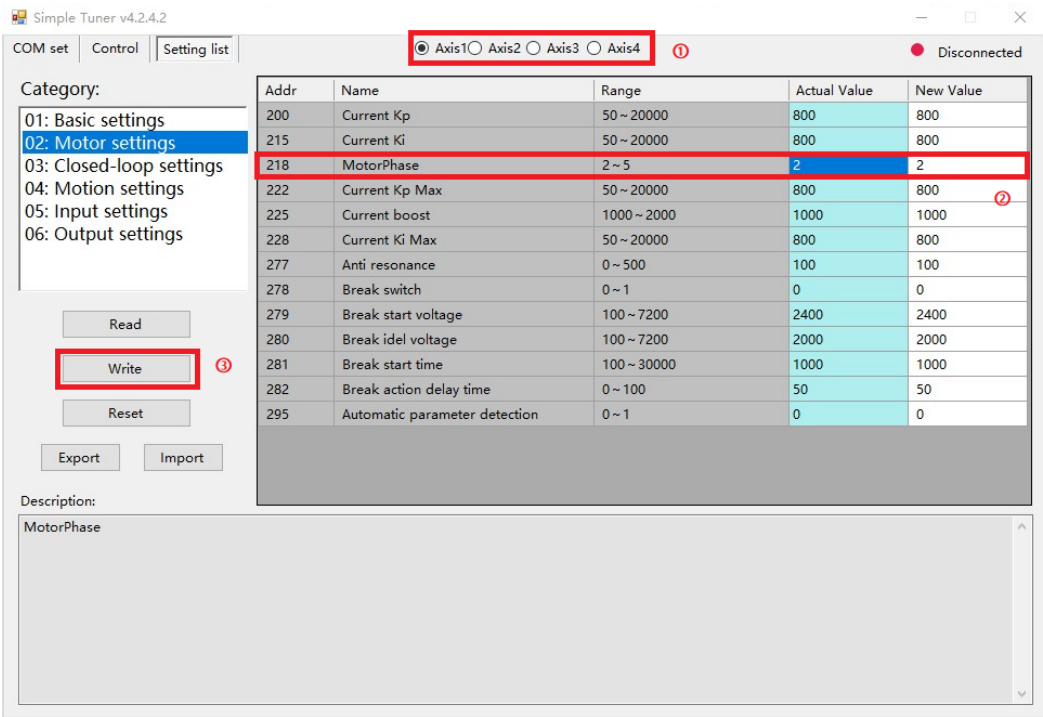 Simple Tuner v4.2.4.2
COM set Control Setting list
Axis1 Axis2 Axis3 Axis4 ① Disconnected
Category:
01: Basic settings
02: Motor settings
03: Closed-loop settings
04: Motion settings
05: Input settings
06: Output settings
Read
Write ③
Reset
Export Import
Addr Name Range Actual Value New Value
200 Current Kp 50~20000 800 800
215 Current Ki 50~20000 800 800
218 MotorPhase 2~5 2 2
222 Current Kp Max 50~20000 800 800
②
225 Current boost 1000~2000 1000 1000
228 Current Ki Max 50~20000 800 800
277 Anti resonance 0~500 100 100
278 Break switch 0~1 0 0
279 Break start voltage 100~7200 2400 2400
280 Break idel voltage 100~7200 2000 2000
281 Break start time 100~30000 1000 1000
282 Break action delay time 0~100 50 50
295 Automatic parameter detection 0~1 0 0
Description:
MotorPhase